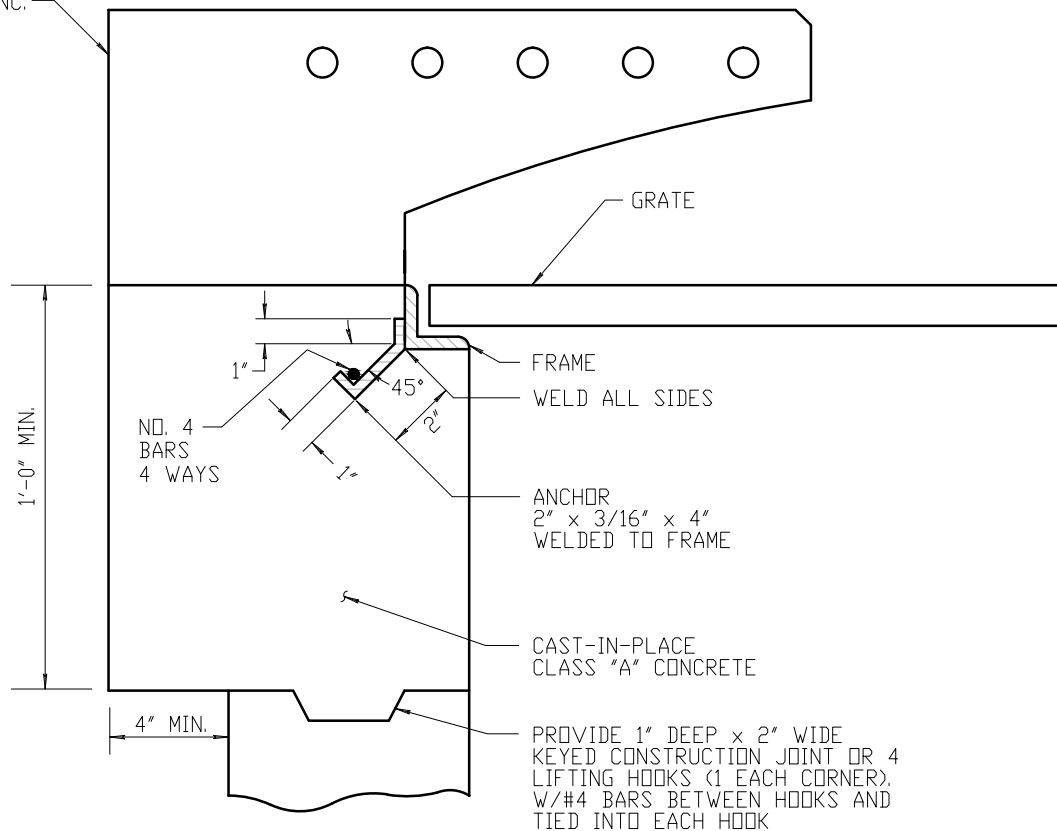 NC.
GRATE
FRAME
WELD ALL SIDES
1"
45°
2"
1"
NO. 4
BARS
4 WAYS
1'-0" MIN.
ANCHOR
2" x 3/16" x 4"
WELDED TO FRAME
CAST-IN-PLACE
CLASS "A" CONCRETE
4" MIN.
PROVIDE 1" DEEP x 2" WIDE
KEYED CONSTRUCTION JOINT OR 4
LIFTING HOOKS (1 EACH CORNER).
W/#4 BARS BETWEEN HOOKS AND
TIED INTO EACH HOOK